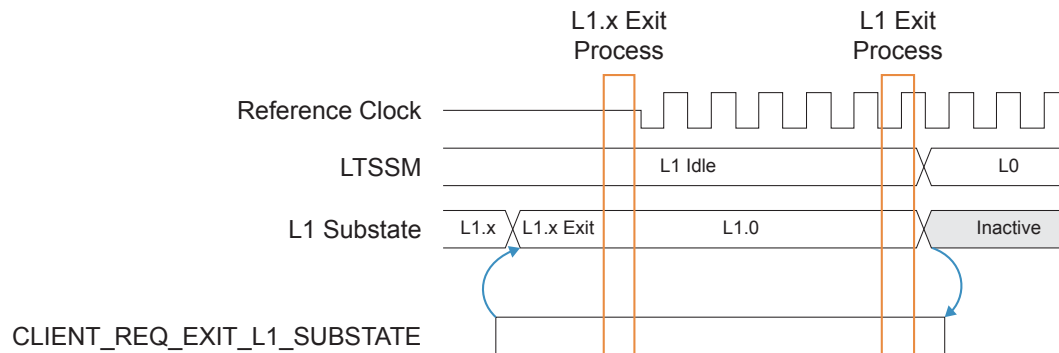 L1.x Exit
Process
L1 Exit
Process
Reference Clock
LTSSM
L1 Idle
L0
L1 Substate
L1.x
L1.x Exit
L1.0
Inactive
CLIENT_REQ_EXIT_L1_SUBSTATE